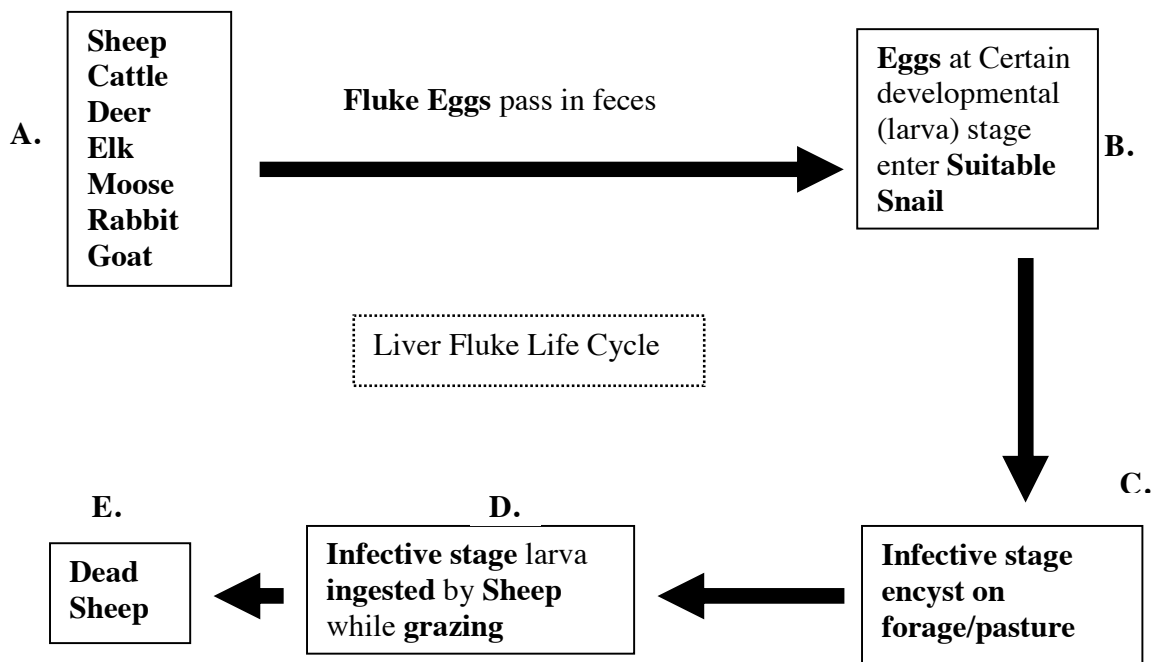 A.
Sheep
Cattle
Deer
Elk
Moose
Rabbit
Goat
Fluke Eggs pass in feces
Eggs at Certain
developmental
(larva) stage
enter Suitable
Snail
B.
Liver Fluke Life Cycle
C.
Infective stage
encyst on
forage/pasture
D.
Infective stage larva
ingested by Sheep
while grazing
E.
Dead
Sheep